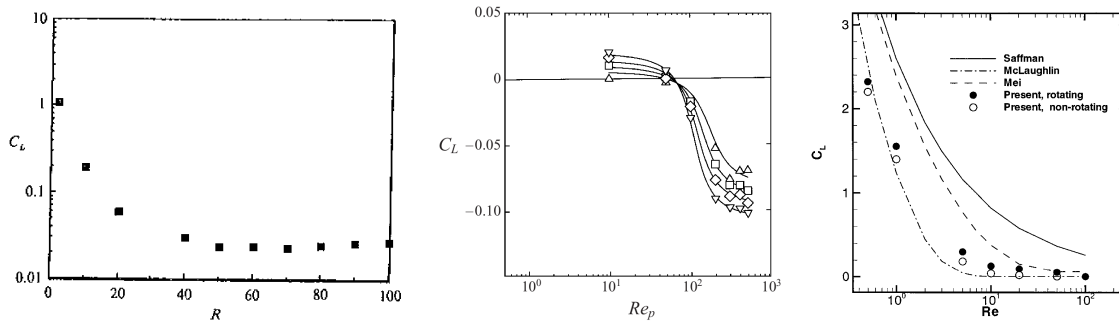 10
1
0.1
0.01
C_L
0
20
40
60
80
100
R
0.05
0
−0.05
−0.10
C_L
10^0
10^1
10^2
10^3
Re_p
3
2
1
0
C_L
Saffman
McLaughlin
Mei
Present, rotating
Present, non-rotating
10^0
10^1
10^2
Re